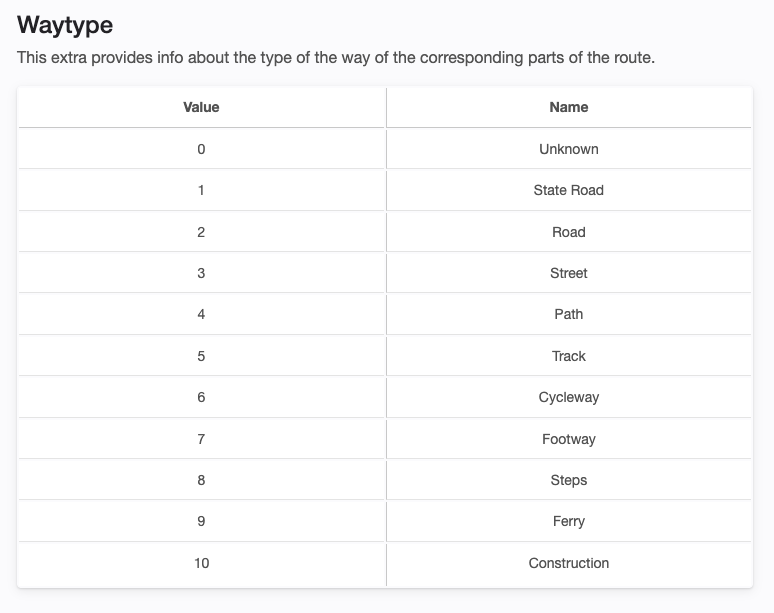 Waytype
This extra provides info about the type of the way of the corresponding parts of the route.
Value Name
0 Unknown
1 State Road
2 Road
3 Street
4 Path
5 Track
6 Cycleway
7 Footway
8 Steps
9 Ferry
10 Construction